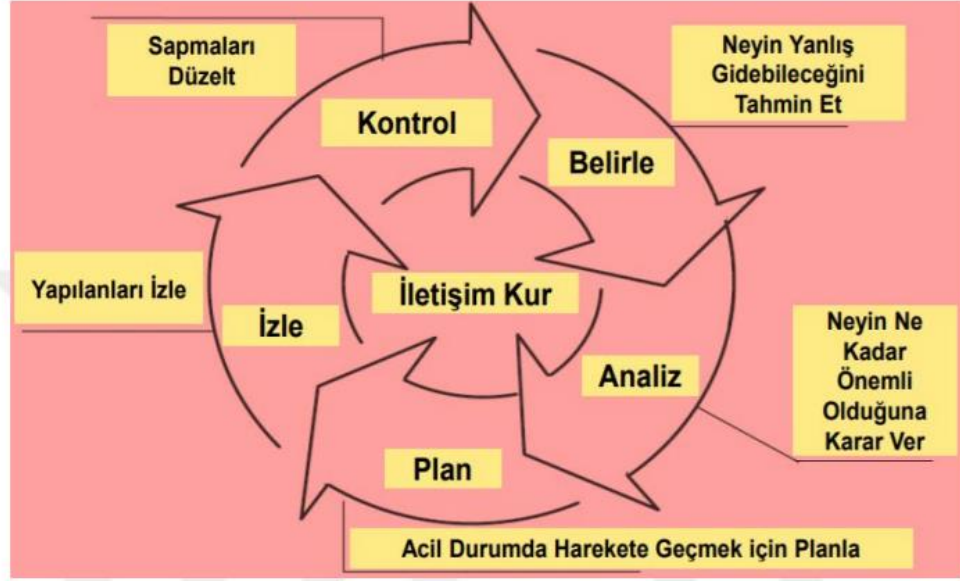 Sapmaları
Düzelt
Neyin Yanlış
Gidebileceğini
Tahmin Et
Kontrol
Belirle
Yapılanları İzle
İletişim Kur
İzle
Neyin Ne
Kadar
Önemli
Olduğuna
Karar Ver
Analiz
Plan
Acil Durumda Harekete Geçmek için Planla